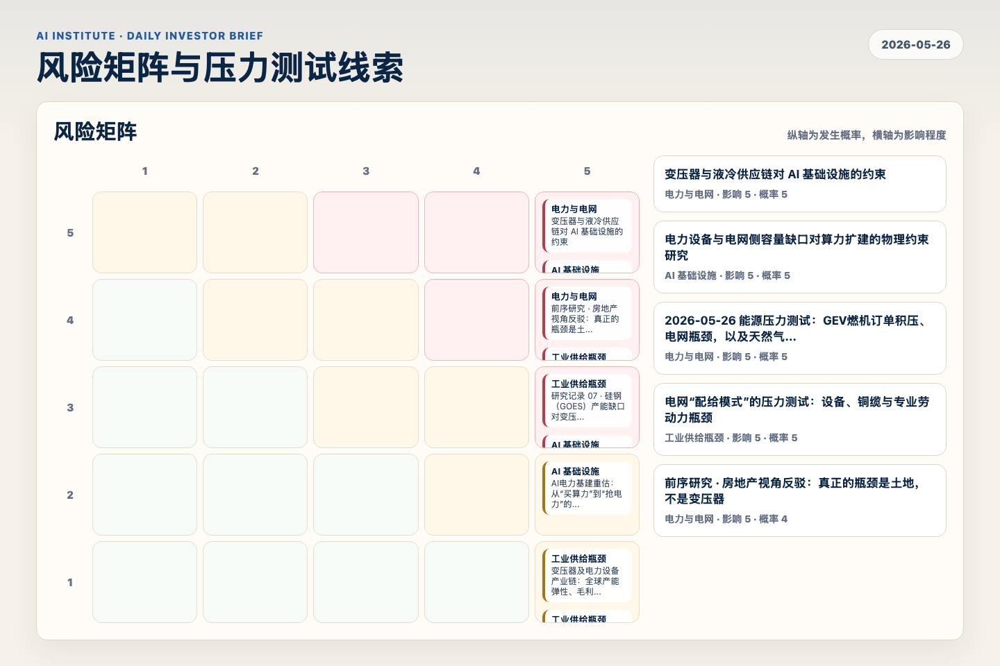 AI INSTITUTE · DAILY INVESTOR BRIEF
2026-05-26
风险矩阵与压力测试线索
风险矩阵
纵轴为发生概率，横轴为影响程度
1
2
3
4
5
5
电力与电网
变压器与液冷供应
链对 AI 基础设施的
约束
AI 基础设施
4
电力与电网
前序研究 · 房地产
视角反驳：真正的
瓶颈是土...
工业供给瓶颈
3
工业供给瓶颈
研究记录 07 · 硅钢
（GOES）产能缺口
对变压...
AI 基础设施
2
AI 基础设施
AI电力基建重估：
从“买算力”到“抢电
力”的...
1
工业供给瓶颈
变压器及电力设备
产业链：全球产能
弹性、毛利...
工业供给瓶颈
变压器与液冷供应链对 AI 基础设施的约束
电力与电网 · 影响 5 · 概率 5
电力设备与电网侧容量缺口对算力扩建的物理约束
研究
AI 基础设施 · 影响 5 · 概率 5
2026-05-26 能源压力测试：GEV燃机订单积压、
电网瓶颈，以及天然气...
电力与电网 · 影响 5 · 概率 5
电网“配给模式”的压力测试：设备、铜缆与专业劳
动力瓶颈
工业供给瓶颈 · 影响 5 · 概率 5
前序研究 · 房地产视角反驳：真正的瓶颈是土地，
不是变压器
电力与电网 · 影响 5 · 概率 4